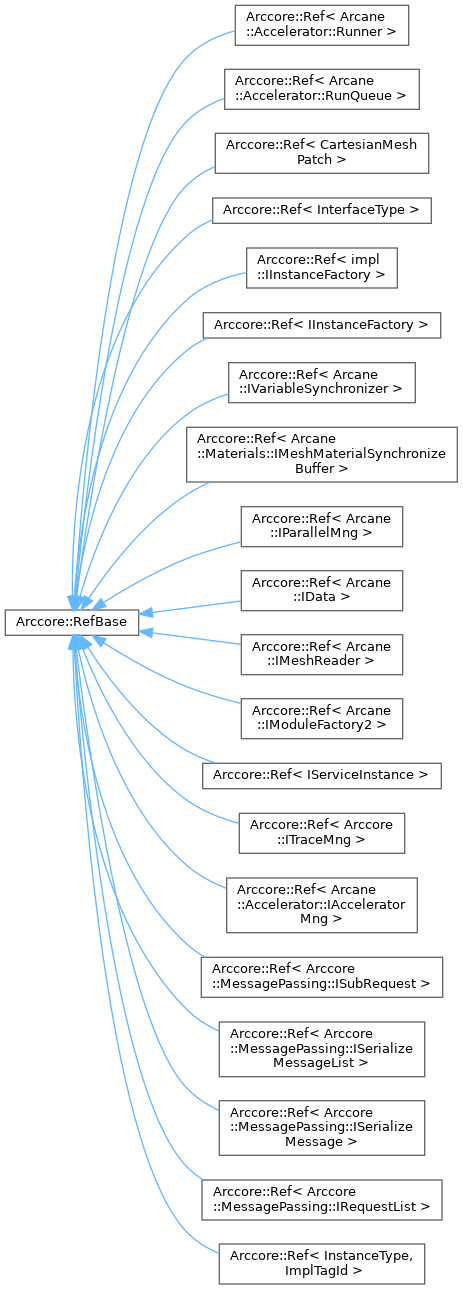 Arccore::Ref< Arcane
::Accelerator::Runner >
Arccore::Ref< Arcane
::Accelerator::RunQueue >
Arccore::Ref< CartesianMesh
Patch >
Arccore::Ref< InterfaceType >
Arccore::Ref< impl
::IInstanceFactory >
Arccore::Ref< IInstanceFactory >
Arccore::Ref< Arcane
::IVariableSynchronizer >
Arccore::Ref< Arcane
::Materials::IMeshMaterialSynchronize
Buffer >
Arccore::Ref< Arcane
::IParallelMng >
Arccore::Ref< Arcane
::IData >
Arccore::RefBase
Arccore::Ref< Arcane
::IMeshReader >
Arccore::Ref< Arcane
::IModuleFactory2 >
Arccore::Ref< IServiceInstance >
Arccore::Ref< Arccore
::ITraceMng >
Arccore::Ref< Arcane
::Accelerator::IAccelerator
Mng >
Arccore::Ref< Arccore
::MessagePassing::ISubRequest >
Arccore::Ref< Arccore
::MessagePassing::ISerialize
MessageList >
Arccore::Ref< Arccore
::MessagePassing::ISerialize
Message >
Arccore::Ref< Arccore
::MessagePassing::IRequestList >
Arccore::Ref< InstanceType,
ImplTagId >